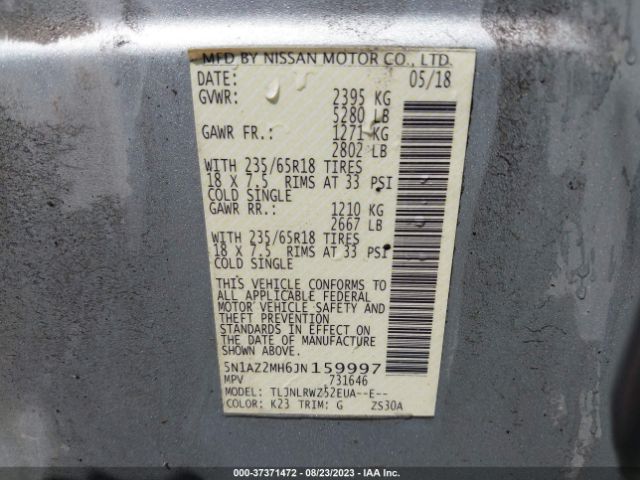 MFD BY NISSAN MOTOR CO., LTD.
DATE: 05/18
GVWR: 2395 KG
5280 LB
GAWR FR.: 1271 KG
2802 LB
WITH 235/65R18 TIRES
18 X 7.5 RIMS AT 33 PSI
COLD SINGLE
GAWR RR.: 1210 KG
2667 LB
WITH 235/65R18 TIRES
18 X 7.5 RIMS AT 33 PSI
COLD SINGLE
THIS VEHICLE CONFORMS TO
ALL APPLICABLE FEDERAL
MOTOR VEHICLE SAFETY AND
THEFT PREVENTION
STANDARDS IN EFFECT ON
THE DATE OF MANUFACTURE
SHOWN ABOVE.
5N1AZ2MH6JN159997
MPV 731646
MODEL: TLJNLRWZ52EUA--E--
COLOR: K23 TRIM: G ZS30A
000-37371472 - 08/23/2023 - IAA Inc.